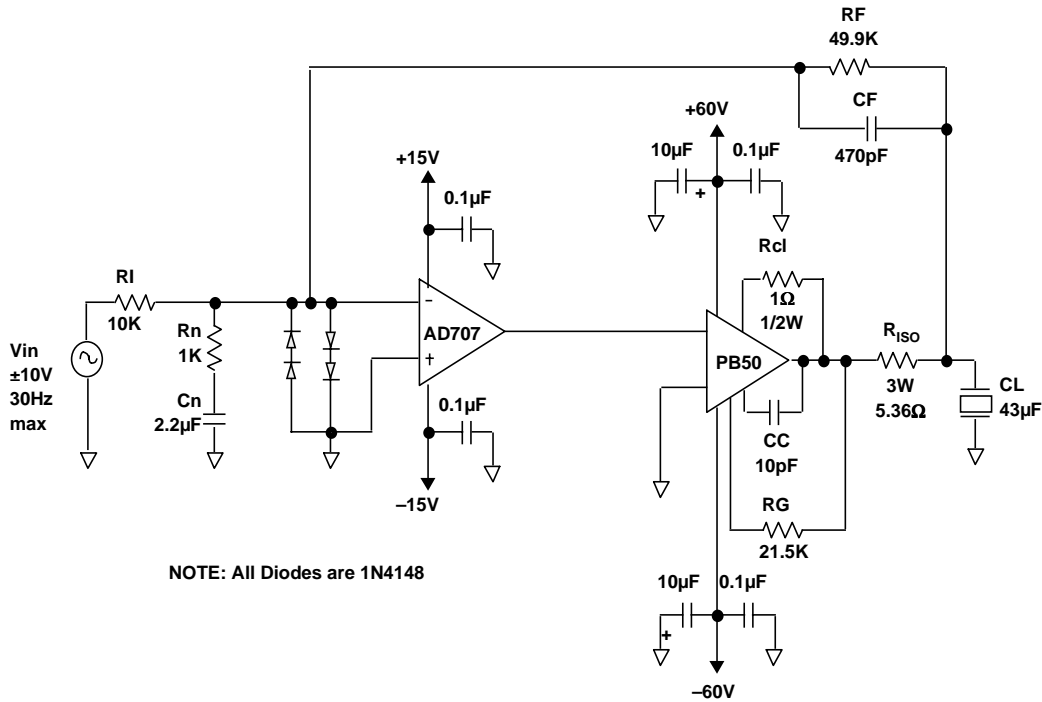 RF
49.9K
CF
470pF
+60V
10µF
0.1µF
+
+15V
0.1µF
Rcl
1Ω
1/2W
RI
10K
Rn
1K
Cn
2.2µF
Vin
±10V
30Hz
max
–
AD707
+
PB50
RISO
3W
5.36Ω
CL
43µF
0.1µF
CC
10pF
–15V
RG
21.5K
NOTE: All Diodes are 1N4148
10µF
0.1µF
+
–60V